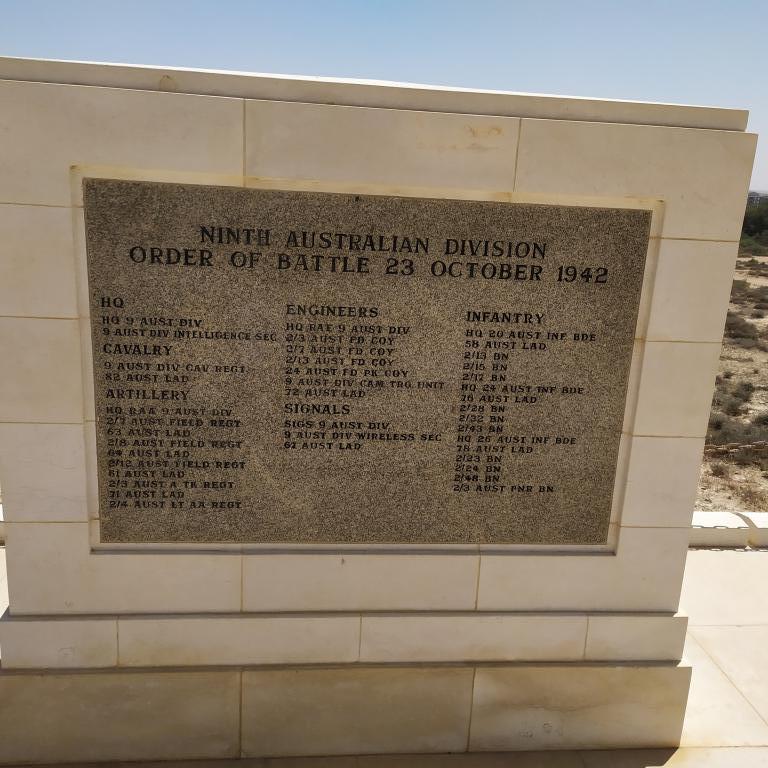 NINTH AUSTRALIAN DIVISION
ORDER OF BATTLE 23 OCTOBER 1942
HQ
HQ 9 AUST DIV
9 AUST DIV INTELLIGENCE SEC
CAVALRY
9 AUST DIV CAV REGT
82 AUST LAD
ARTILLERY
HQ RAA 9 AUST DIV
2/7 AUST FIELD REGT
63 AUST LAD
2/8 AUST FIELD REGT
64 AUST LAD
2/12 AUST FIELD REGT
61 AUST LAD
2/3 AUST A TK REGT
71 AUST LAD
2/4 AUST LT AA REGT
ENGINEERS
HQ RAE 9 AUST DIV
2/3 AUST FD COY
2/7 AUST FD COY
2/13 AUST FD COY
24 AUST FD PK COY
9 AUST DIV CAM TRG UNIT
72 AUST LAD
SIGNALS
SIGS 9 AUST DIV
9 AUST DIV WIRELESS SEC
67 AUST LAD
INFANTRY
HQ 20 AUST INF BDE
58 AUST LAD
2/13 BN
2/15 BN
2/17 BN
HQ 24 AUST INF BDE
76 AUST LAD
2/28 BN
2/32 BN
2/43 BN
HQ 26 AUST INF BDE
78 AUST LAD
2/23 BN
2/24 BN
2/48 BN
2/3 AUST PNR BN